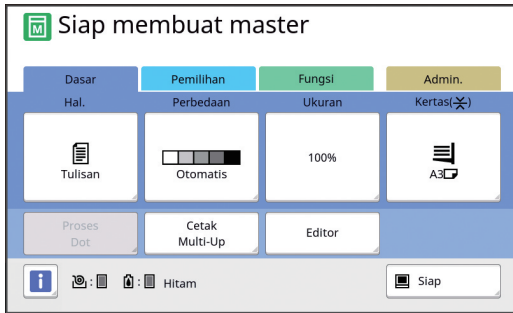 Siap membuat master
Dasar Pemilihan Fungsi Admin.
Hal. Perbedaan Ukuran Kertas(
Tulisan Otomatis 100% A3
Proses Dot Cetak Multi-Up Editor
: : Hitam Siap